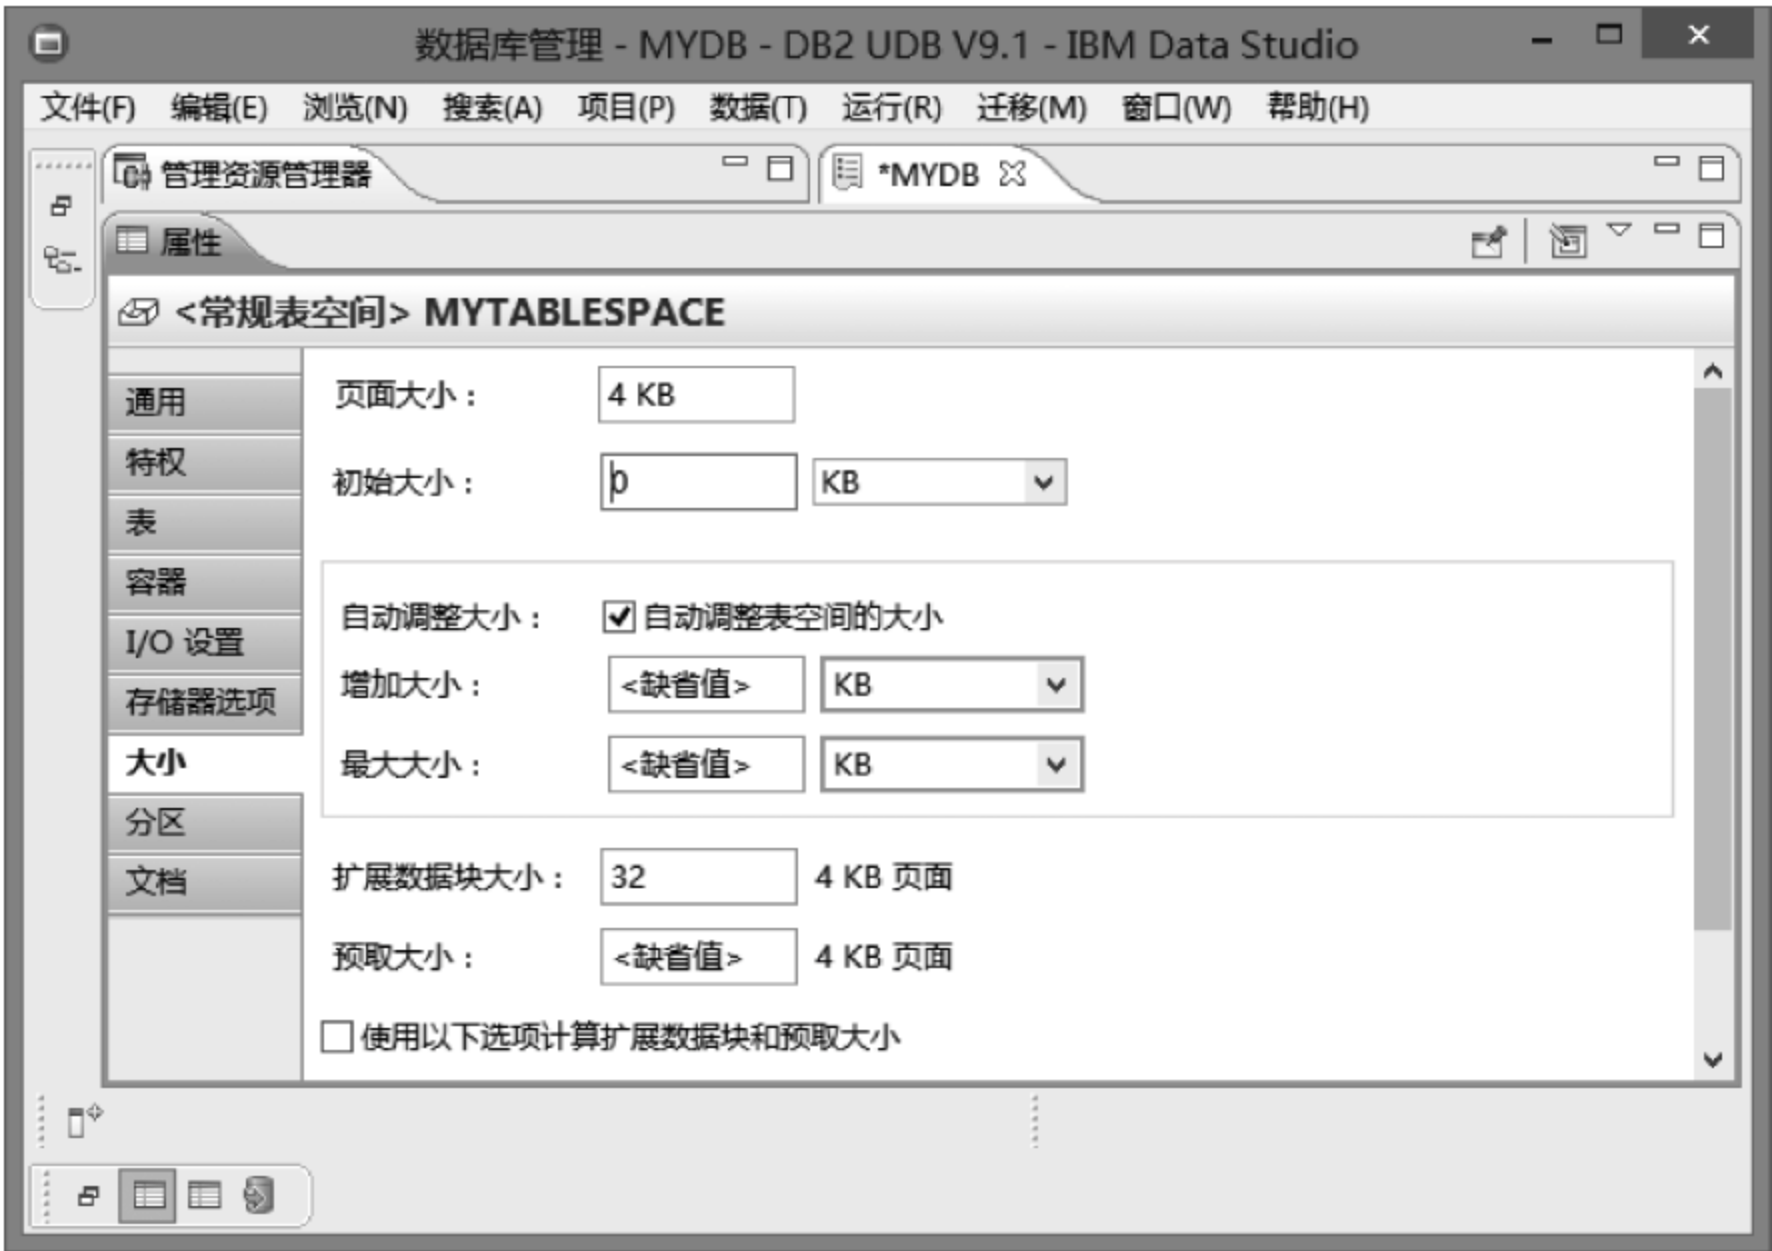 数据库管理 - MYDB - DB2 UDB V9.1 - IBM Data Studio
文件(F) 编辑(E) 浏览(N) 搜索(A) 项目(P) 数据(T) 运行(R) 迁移(M) 窗口(W) 帮助(H)
管理资源管理器 *MYDB
属性
<常规表空间> MYTABLESPACE
通用
特权
表
容器
I/O 设置
存储器选项
大小
分区
文档
页面大小： 4 KB
初始大小： 0 KB
自动调整大小： 自动调整表空间的大小
增加大小： <缺省值> KB
最大大小： <缺省值> KB
扩展数据块大小： 32 4 KB 页面
预取大小： <缺省值> 4 KB 页面
使用以下选项计算扩展数据块和预取大小